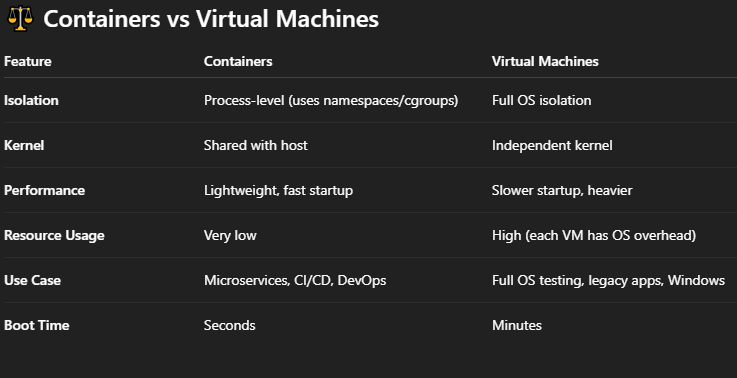 Containers vs Virtual Machines
Feature Containers Virtual Machines
Isolation Process-level (uses namespaces/cgroups) Full OS isolation
Kernel Shared with host Independent kernel
Performance Lightweight, fast startup Slower startup, heavier
Resource Usage Very low High (each VM has OS overhead)
Use Case Microservices, CI/CD, DevOps Full OS testing, legacy apps, Windows
Boot Time Seconds Minutes